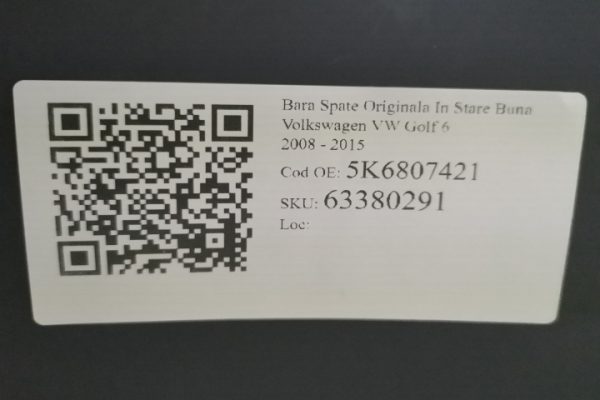 Bara Spate Originala In Stare Buna
Volkswagen VW Golf 6
2008 - 2015
Cod OE: 5K6807421
SKU: 63380291
Loc: